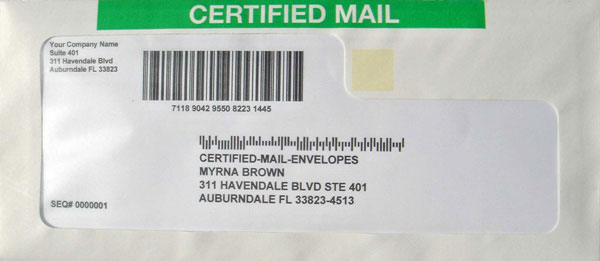 CERTIFIED MAIL
Your Company Name
Suite 401
311 Havendale Blvd
Auburndale FL 33823
7118 9042 9550 8223 1445
CERTIFIED-MAIL-ENVELOPES
MYRNA BROWN
311 HAVENDALE BLVD STE 401
AUBURNDALE FL 33823-4513
SEQ# 0000001